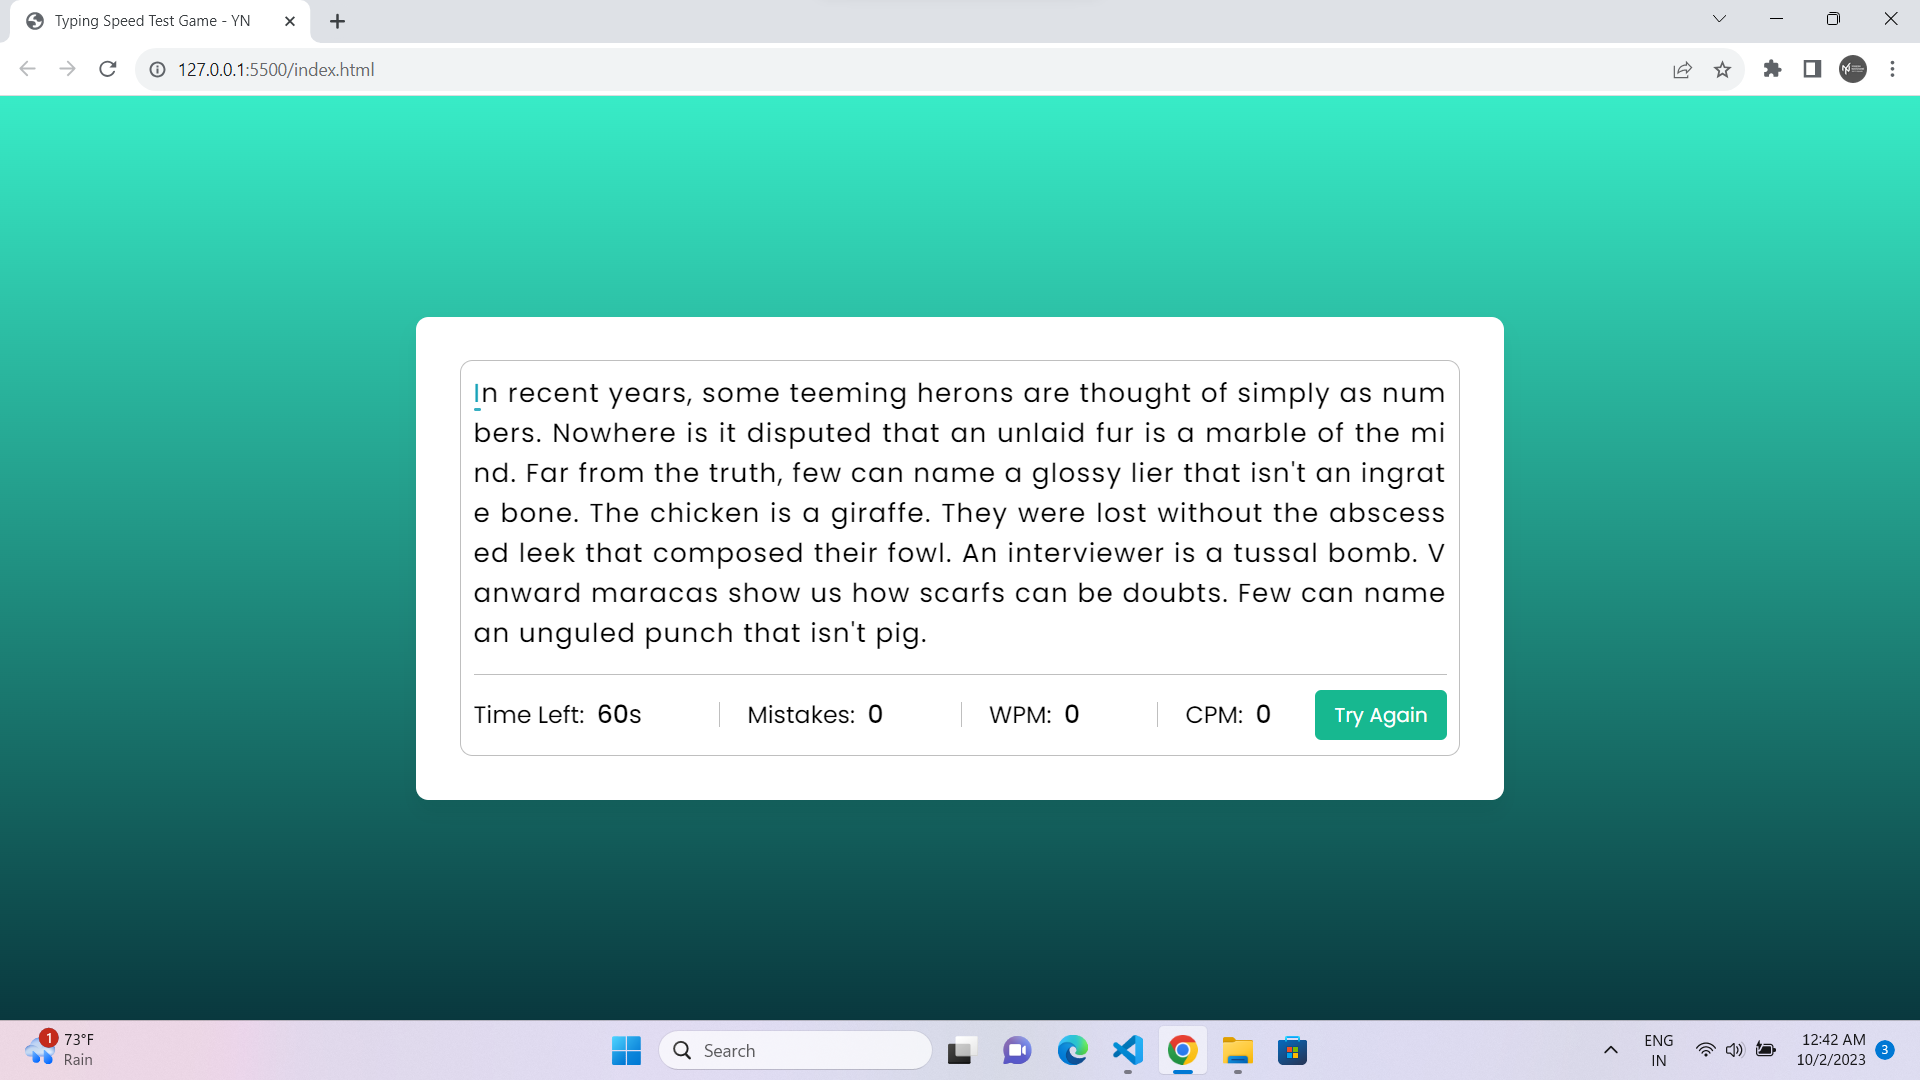 Typing Speed Test Game - YN
127.0.0.1:5500/index.html
In recent years, some teeming herons are thought of simply as num
bers. Nowhere is it disputed that an unlaid fur is a marble of the mi
nd. Far from the truth, few can name a glossy lier that isn't an ingrat
e bone. The chicken is a giraffe. They were lost without the abscess
ed leek that composed their fowl. An interviewer is a tussal bomb. V
anward maracas show us how scarfs can be doubts. Few can name
an unguled punch that isn't pig.
Time Left: 60s
Mistakes: 0
WPM: 0
CPM: 0
Try Again
1
73°F
Rain
Search
ENG
IN
12:42 AM
10/2/2023
3